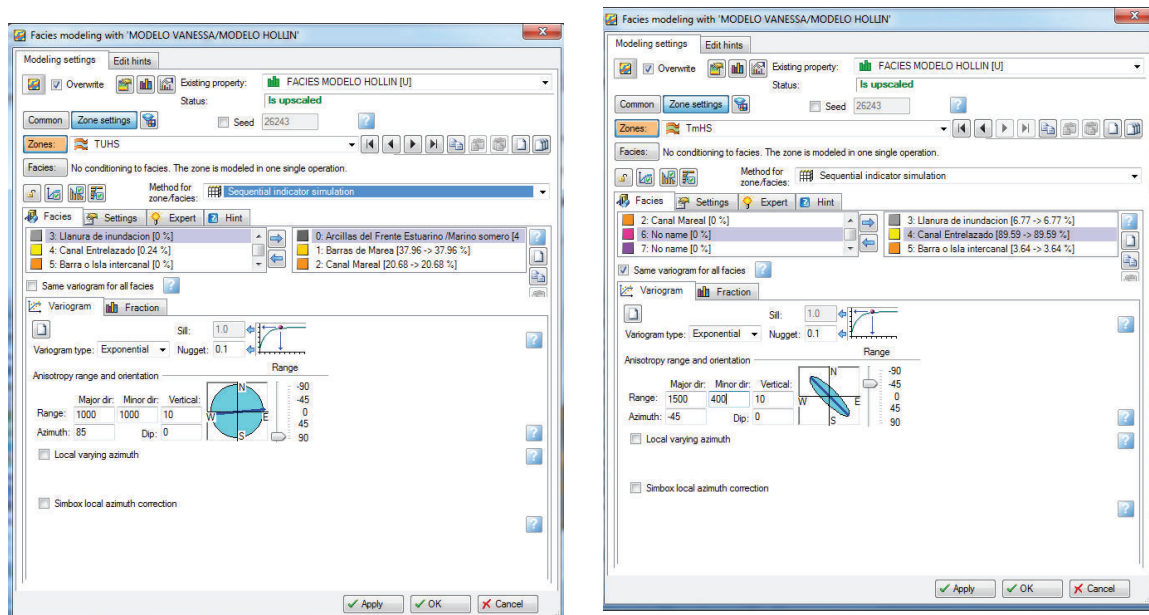 Facies modeling with 'MODELO VANESSA/MODELO HOLLIN'
Modeling settings Edit hints
Overwrite Existing property: FACIES MODELO HOLLIN [U]
Status: Is upscaled
Common Zone settings Seed 26243
Zones: TUHS
Facies: No conditioning to facies. The zone is modeled in one single operation.
Method for zone/facies: Sequential indicator simulation
Facies Settings Expert Hint
3: Llanura de inundacion [0 %]
4: Canal Entrelazado [0.24 %]
5: Barra o Isla intercanal [0 %]
0: Arcillas del Frente Estuarino /Marino somero [4
1: Barras de Marea [37.96 -> 37.96 %]
2: Canal Mareal [20.68 -> 20.68 %]
Same variogram for all facies
Variogram Fraction
Sill: 1.0
Variogram type: Exponential Nugget: 0.1
Range
Anisotropy range and orientation
Major dir: Minor dir: Vertical:
Range: 1000 1000 10
Azimuth: 85 Dip: 0
N
W E
S
-90
-45
0
45
90
Local varying azimuth
Simbox local azimuth correction
Apply OK Cancel
Facies modeling with 'MODELO VANESSA/MODELO HOLLIN'
Modeling settings Edit hints
Overwrite Existing property: FACIES MODELO HOLLIN [U]
Status: Is upscaled
Common Zone settings Seed 26243
Zones: TmHS
Facies: No conditioning to facies. The zone is modeled in one single operation.
Method for zone/facies: Sequential indicator simulation
Facies Settings Expert Hint
2: Canal Mareal [0 %]
6: No name [0 %]
7: No name [0 %]
3: Llanura de inundacion [6.77 -> 6.77 %]
4: Canal Entrelazado [89.59 -> 89.59 %]
5: Barra o Isla intercanal [3.64 -> 3.64 %]
Same variogram for all facies
Variogram Fraction
Sill: 1.0
Variogram type: Exponential Nugget: 0.1
Range
Anisotropy range and orientation
Major dir: Minor dir: Vertical:
Range: 1500 400 10
Azimuth: -45 Dip: 0
N
W E
S
-90
-45
0
45
90
Local varying azimuth
Simbox local azimuth correction
Apply OK Cancel